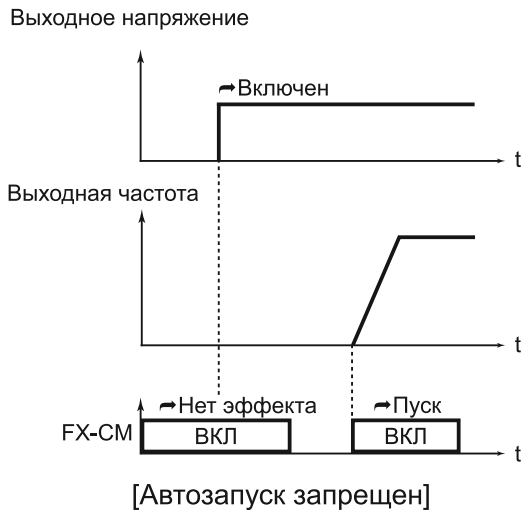 Выходное напряжение
➦Включен
t
Выходная частота
t
➦Нет эффекта ➦Пуск
FX-CM ВКЛ ВКЛ
t
[Автозапуск запрещен]